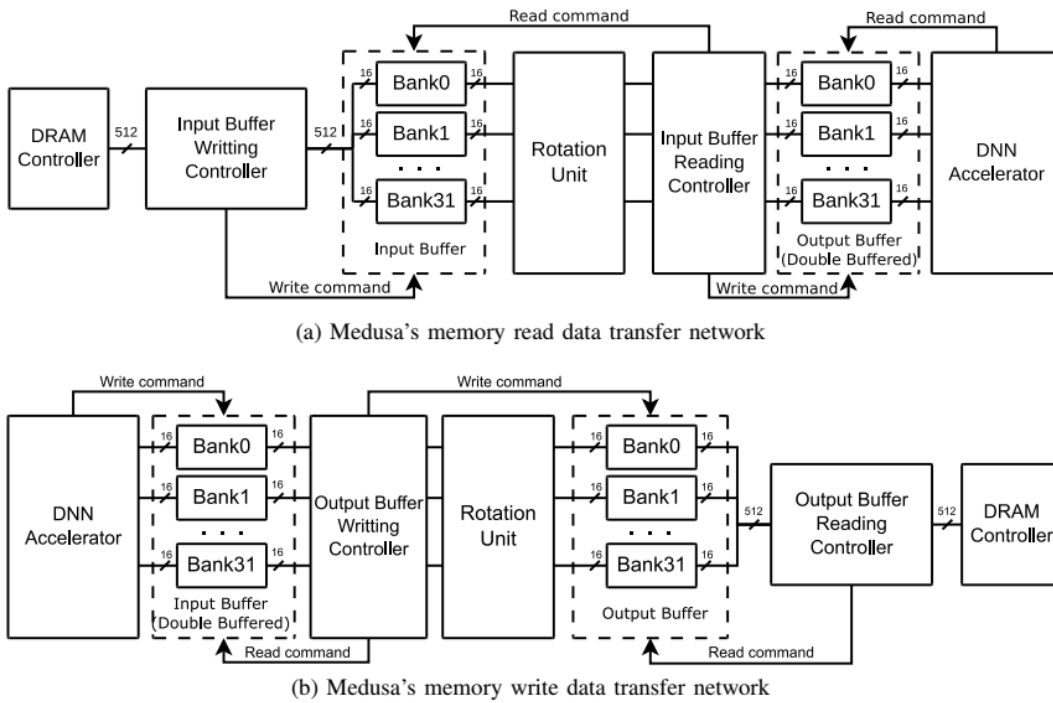 Read command
Read command
DRAM
Controller
512
Input Buffer
Writting
Controller
512
16
Bank0
16
16
Bank1
16
. . .
16
Bank31
16
Input Buffer
Rotation
Unit
Input Buffer
Reading
Controller
16
Bank0
16
16
Bank1
16
. . .
16
Bank31
16
Output Buffer
(Double Buffered)
DNN
Accelerator
Write command
Write command
(a) Medusa's memory read data transfer network
Write command
Write command
DNN
Accelerator
16
Bank0
16
16
Bank1
16
. . .
16
Bank31
16
Input Buffer
(Double Buffered)
Output Buffer
Writting
Controller
Rotation
Unit
16
Bank0
16
16
Bank1
16
. . .
16
Bank31
16
Output Buffer
512
Output Buffer
Reading
Controller
512
DRAM
Controller
Read command
Read command
(b) Medusa's memory write data transfer network